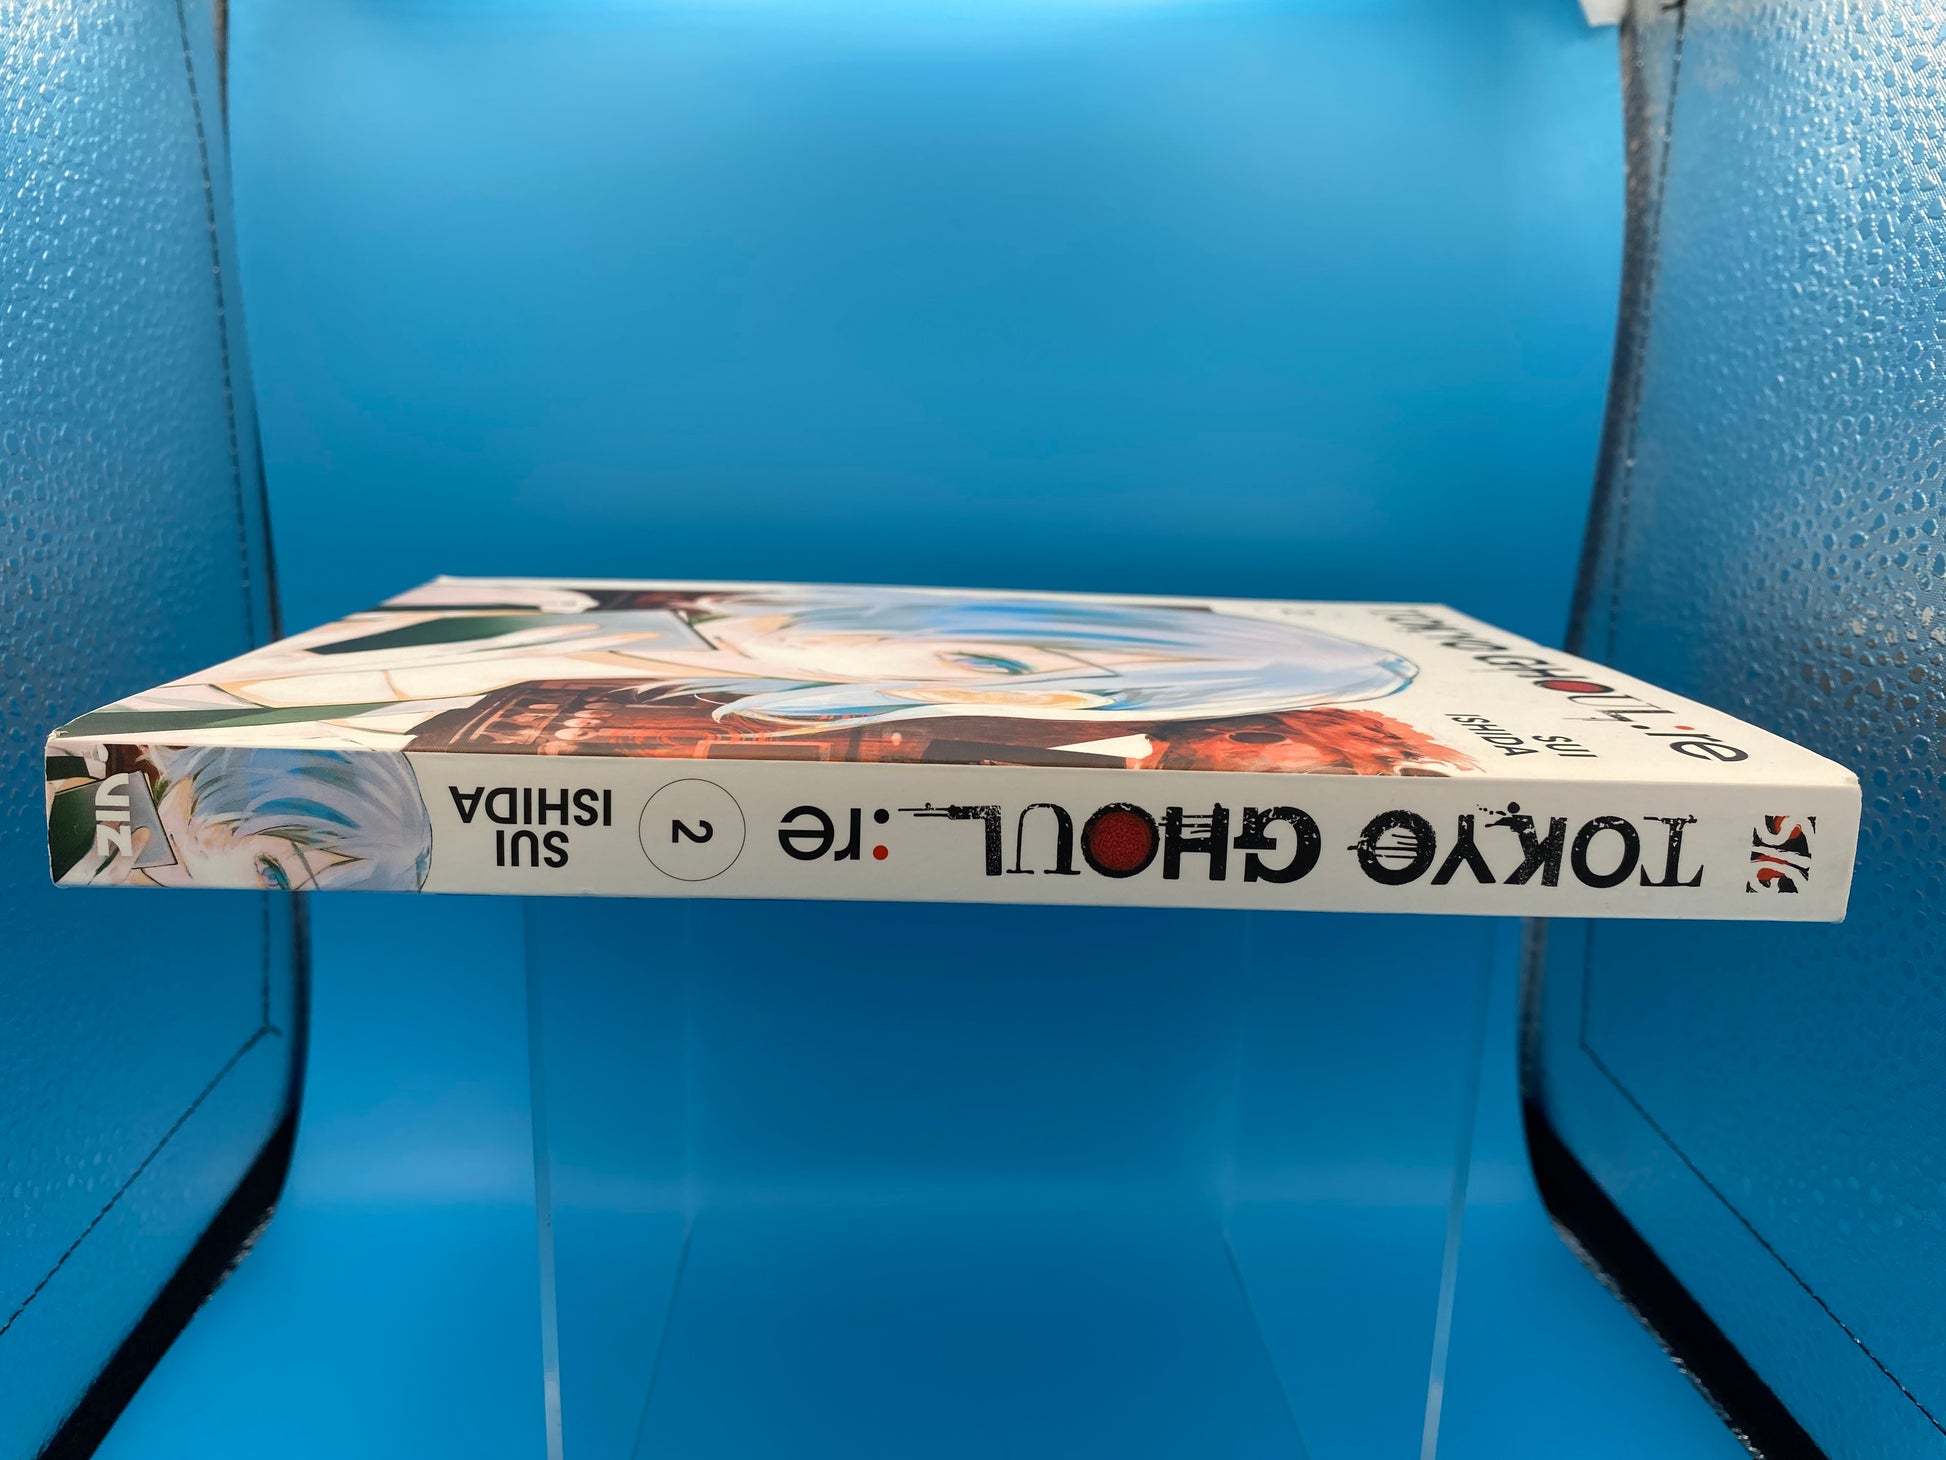 TOKYO GHOUL:re
SUI
ISHIDA
TOKYO GHOUL:re
2
SUI
ISHIDA
VIZ